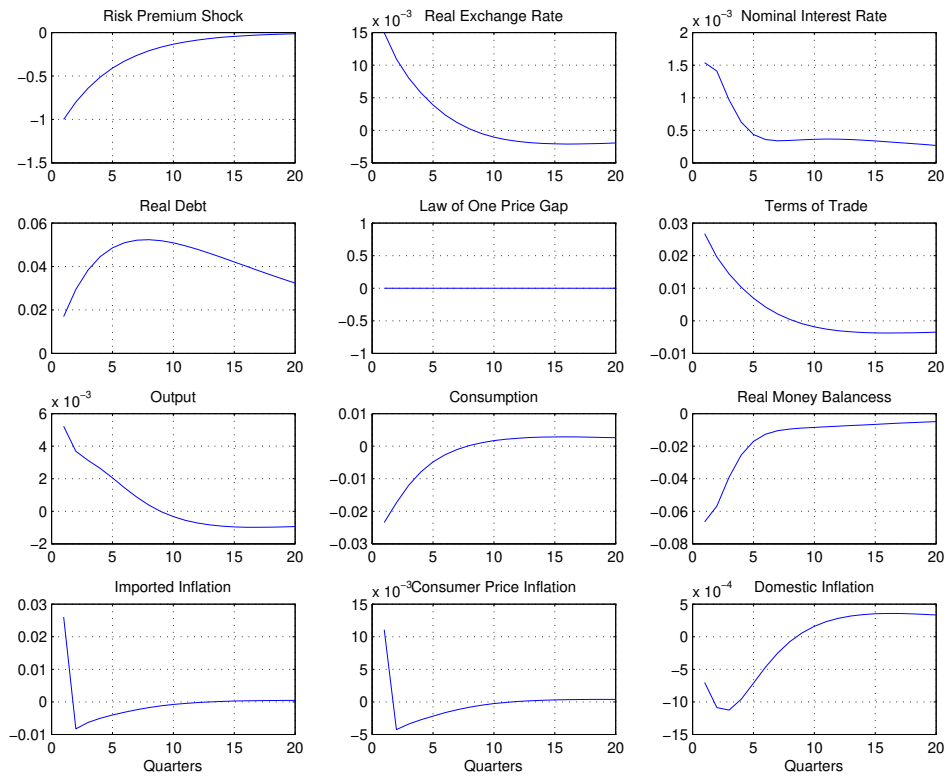 Risk Premium Shock
0
−0.5
−1
−1.5
0 5 10 15 20
Real Exchange Rate
x 10−3
15
10
5
0
−5
0 5 10 15 20
Nominal Interest Rate
x 10−3
2
1.5
1
0.5
0
0 5 10 15 20
Real Debt
0.06
0.04
0.02
0
0 5 10 15 20
Law of One Price Gap
1
0.5
0
−0.5
−1
0 5 10 15 20
Terms of Trade
0.03
0.02
0.01
0
−0.01
0 5 10 15 20
Output
x 10−3
6
4
2
0
−2
0 5 10 15 20
Consumption
0.01
0
−0.01
−0.02
−0.03
0 5 10 15 20
Real Money Balancess
0
−0.02
−0.04
−0.06
−0.08
0 5 10 15 20
Imported Inflation
0.03
0.02
0.01
0
−0.01
0 5 10 15 20
Quarters
Consumer Price Inflation
x 10−3
15
10
5
0
−5
0 5 10 15 20
Quarters
Domestic Inflation
x 10−4
5
0
−5
−10
−15
0 5 10 15 20
Quarters